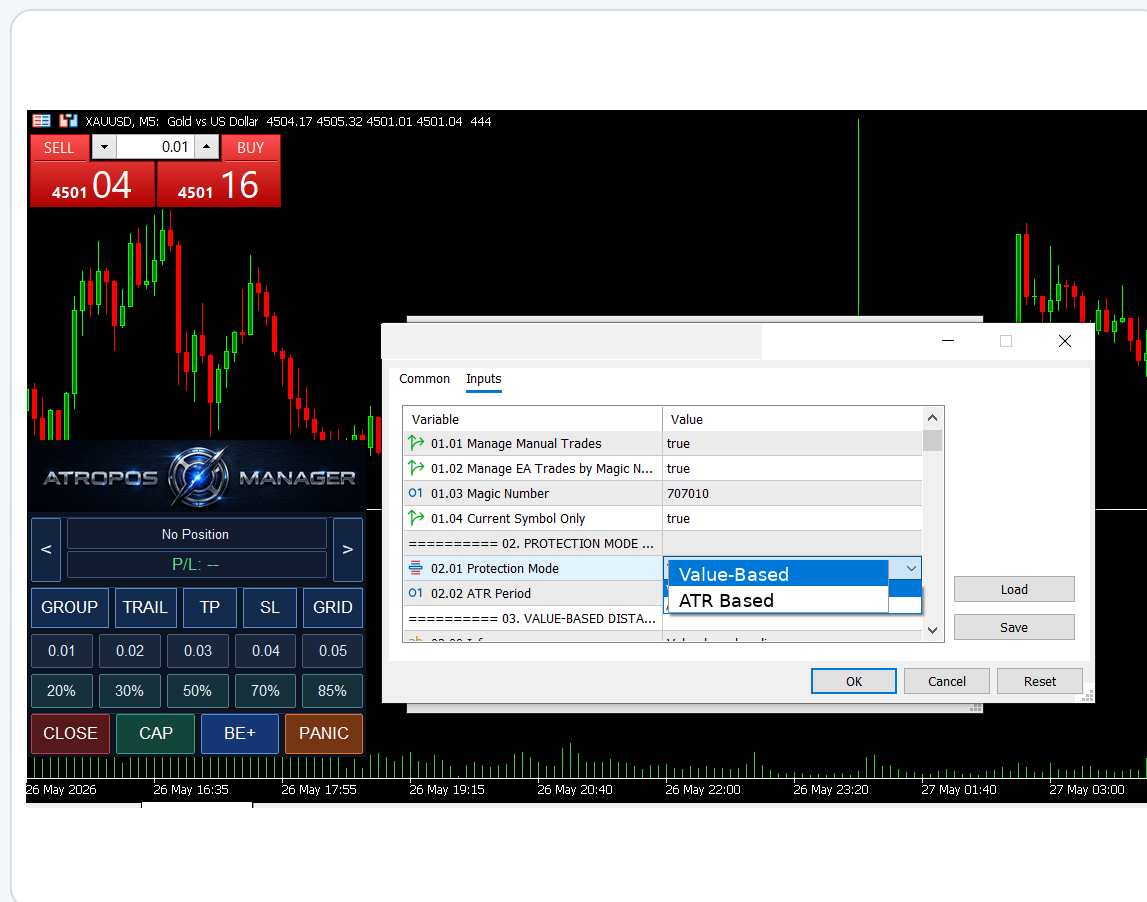 XAUUSD, M5: Gold vs US Dollar 4504.17 4505.32 4501.01 4501.04 444
SELL 0.01 BUY
4501 04 4501 16
ATROPOS MANAGER
< No Position >
P/L: --
GROUP TRAIL TP SL GRID
0.01 0.02 0.03 0.04 0.05
20% 30% 50% 70% 85%
CLOSE CAP BE+ PANIC
Common Inputs
Variable Value
01.01 Manage Manual Trades true
01.02 Manage EA Trades by Magic N... true
01.03 Magic Number 707010
01.04 Current Symbol Only true
========== 02. PROTECTION MODE ...
02.01 Protection Mode
Value-Based
02.02 ATR Period
ATR Based
========== 03. VALUE-BASED DISTA...
Load
Save
OK Cancel Reset
26 May 2026 26 May 16:35 26 May 17:55 26 May 19:15 26 May 20:40 26 May 22:00 26 May 23:20 27 May 01:40 27 May 03:00